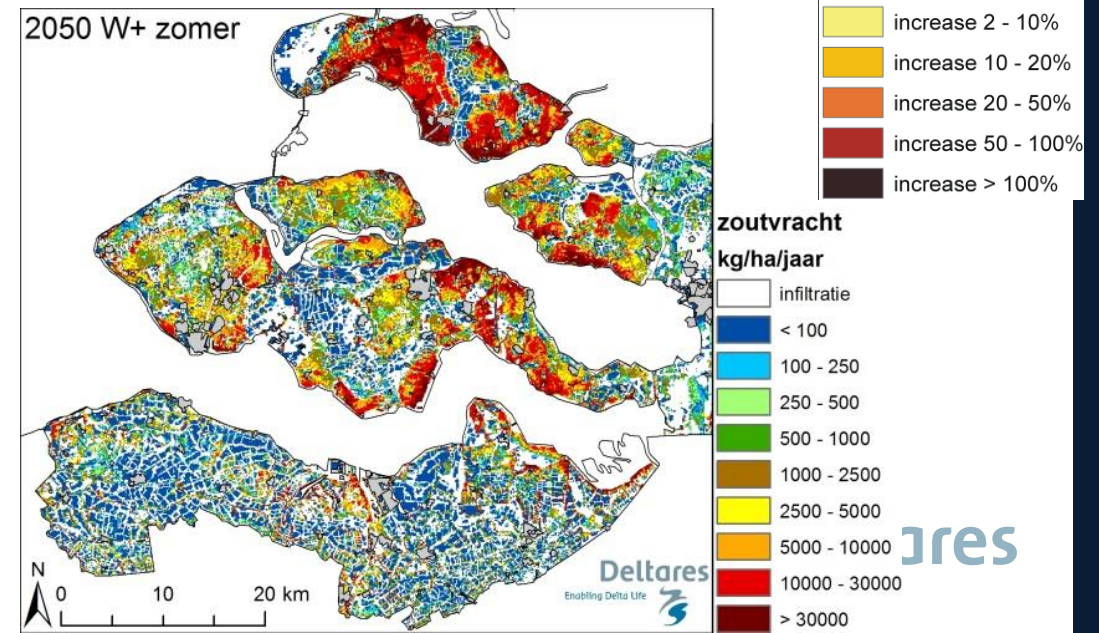 2050 W+ zomer
increase 2 - 10%
increase 10 - 20%
increase 20 - 50%
increase 50 - 100%
increase > 100%
zoutvracht
kg/ha/jaar
infiltratie
< 100
100 - 250
250 - 500
500 - 1000
1000 - 2500
2500 - 5000
5000 - 10000
10000 - 30000
> 30000
N
0 10 20 km
Deltares
Enabling Delta Life
ares